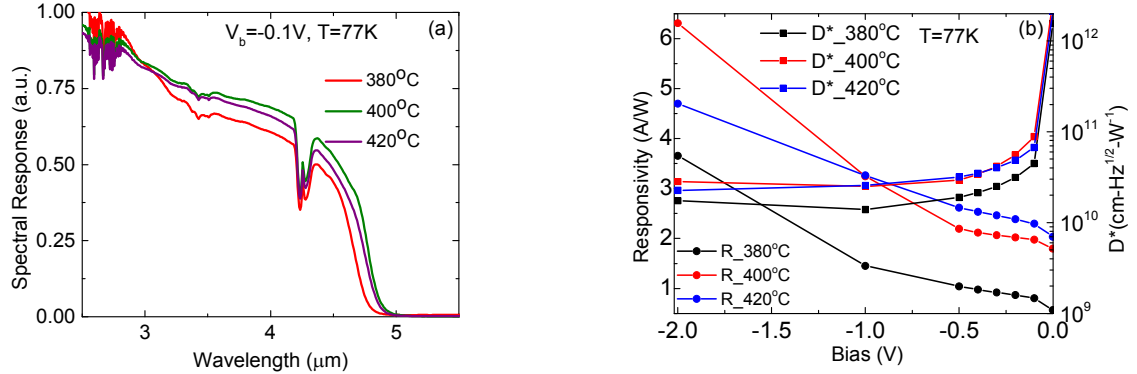 V_b=-0.1V, T=77K
(a)
380°C
400°C
420°C
Spectral Response (a.u.)
1.00
0.75
0.50
0.25
0.00
3
4
5
Wavelength (μm)
(b)
T=77K
D*_380°C
D*_400°C
D*_420°C
R_380°C
R_400°C
R_420°C
Responsivity (A/W)
6
5
4
3
2
1
-2.0
-1.5
-1.0
-0.5
0.0
Bias (V)
10^12
10^11
10^10
10^9
D*(cm-Hz^1/2-W^-1)